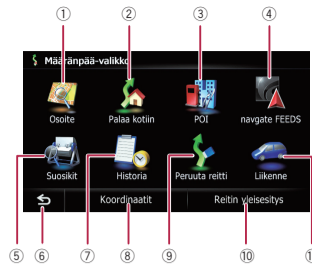 ① ② ③ ④
Määränpää-valikko
Osoite Palaa kotiin POI navgate FEEDS
Suosikit Historia Peruuta reitti Liikenne
Koordinaatit Reitin yleisesitys
⑤ ⑥ ⑦ ⑧ ⑨ ⑩